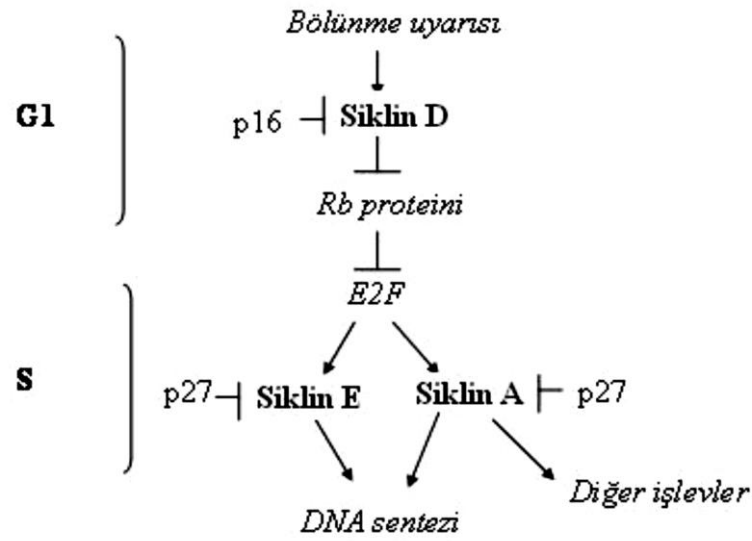 Bölünme uyarısı
G1
p16 Siklin D
Rb proteini
E2F
S
p27 Siklin E Siklin A p27
Diğer işlevler
DNA sentezi